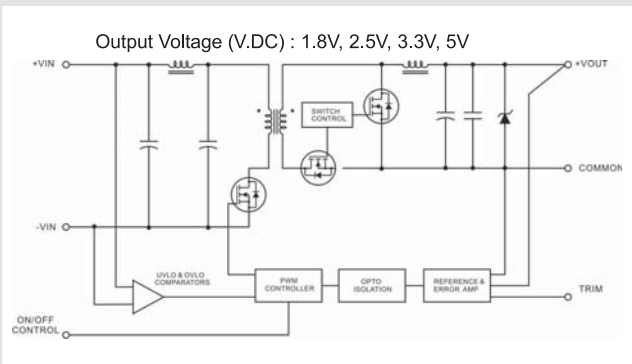 Output Voltage (V.DC) : 1.8V, 2.5V, 3.3V, 5V
+VIN
+VOUT
SWITCH
CONTROL
COMMON
-VIN
UVLO & OVLO
COMPARATORS
PWM
CONTROLLER
OPTO
ISOLATION
REFERENCE &
ERROR AMP
TRIM
ON/OFF
CONTROL